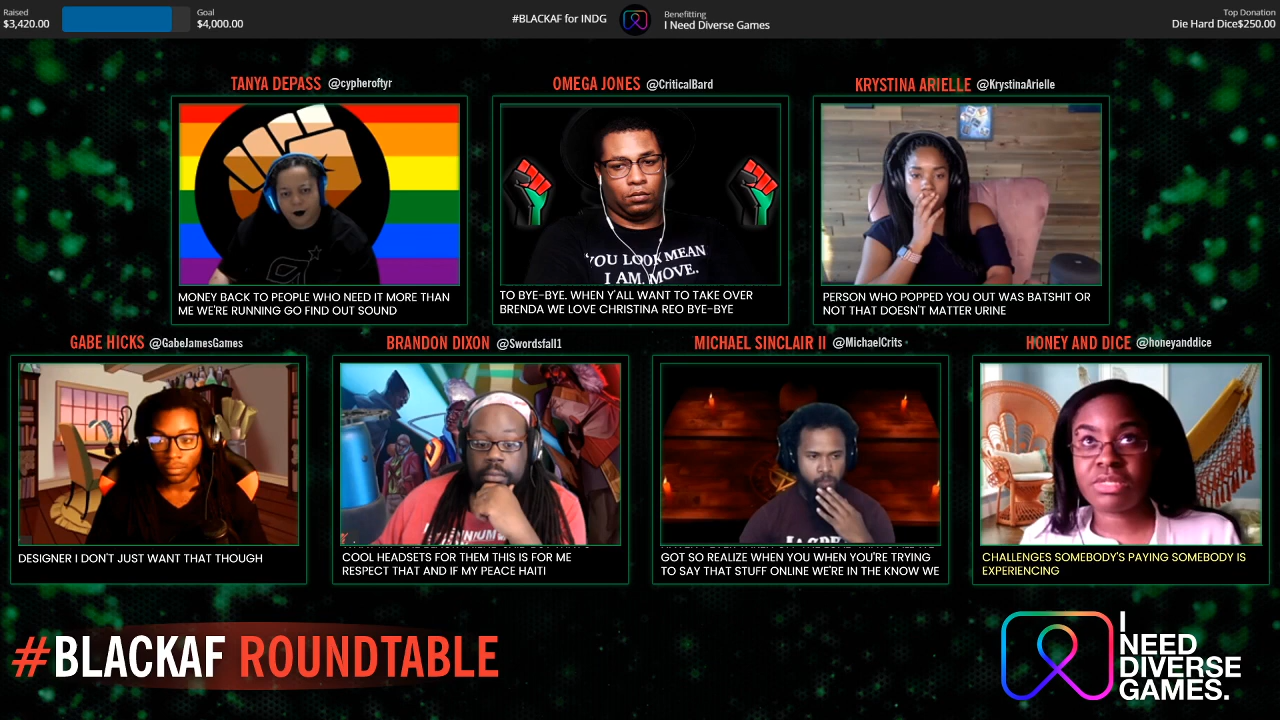 Raised
$3,420.00
Goal
$4,000.00
#BLACKAF for INDG
Benefitting
I Need Diverse Games
Top Donation
Die Hard Dice$250.00
TANYA DEPASS @cypheroftyr
OMEGA JONES @CriticalBard
KRYSTINA ARIELLE @KrystinaArielle
YOU LOOK MEAN
I AM. MOVE..
MONEY BACK TO PEOPLE WHO NEED IT MORE THAN
ME WE'RE RUNNING GO FIND OUT SOUND
TO BYE-BYE. WHEN Y'ALL WANT TO TAKE OVER
BRENDA WE LOVE CHRISTINA REO BYE-BYE
PERSON WHO POPPED YOU OUT WAS BATSHIT OR
NOT THAT DOESN'T MATTER URINE
GABE HICKS @GabeJamesGames
BRANDON DIXON @Swordsfall1
MICHAEL SINCLAIR II @MichaelCrits
HONEY AND DICE @honeyanddice
DESIGNER I DON'T JUST WANT THAT THOUGH
COOL HEADSETS FOR THEM THIS IS FOR ME
RESPECT THAT AND IF MY PEACE HAITI
GOT SO REALIZE WHEN YOU WHEN YOU'RE TRYING
TO SAY THAT STUFF ONLINE WE'RE IN THE KNOW WE
CHALLENGES SOMEBODY'S PAYING SOMEBODY IS
EXPERIENCING
#BLACKAF ROUNDTABLE
I
NEED
DIVERSE
GAMES.